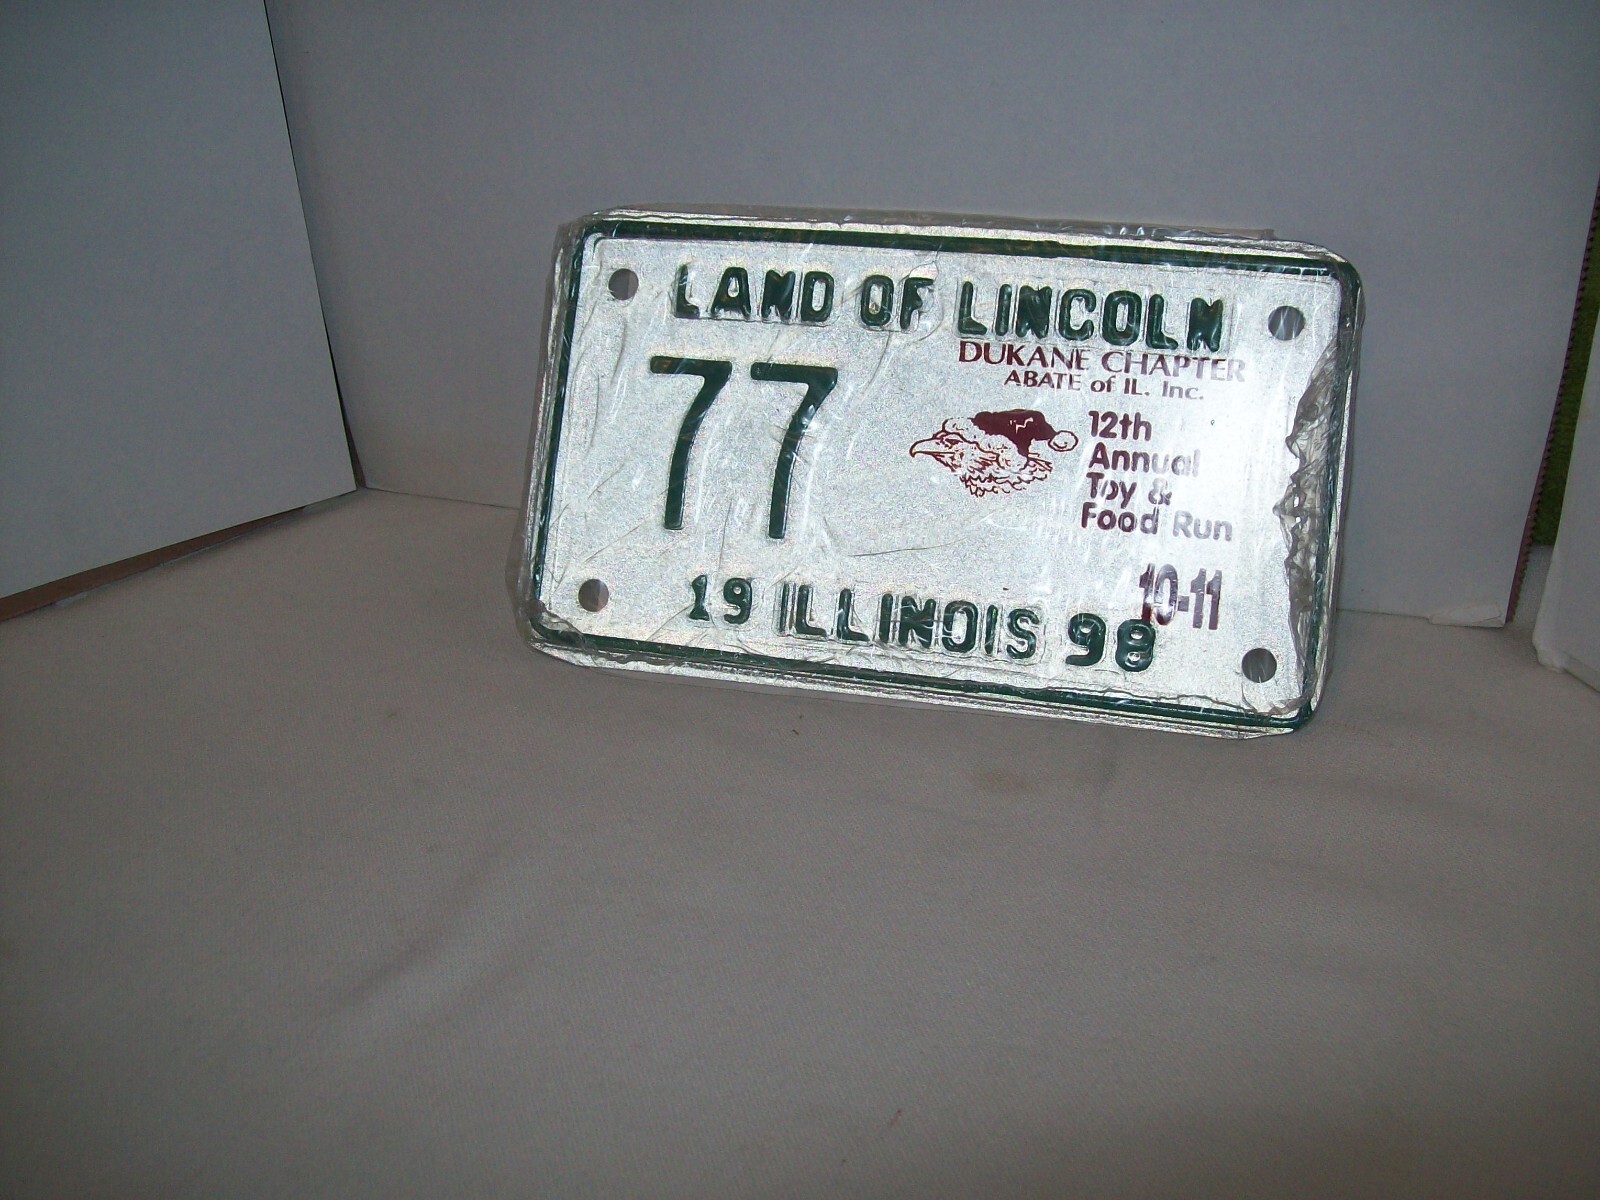 LAND OF LINCOLN
DUKANE CHAPTER
ABATE of IL. Inc.
77
12th
Annual
Toy &
Food Run
10-11
19 ILLINOIS 98